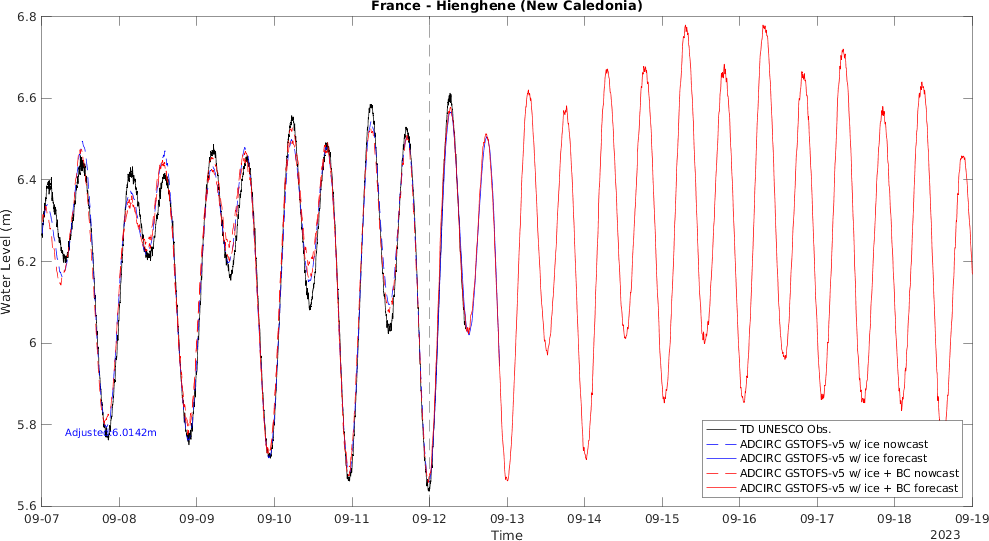 France - Hienghene (New Caledonia)
6.8
6.6
6.4
6.2
6
5.8
5.6
Water Level (m)
Adjusted 6.0142m
TD UNESCO Obs.
ADCIRC GSTOFS-v5 w/ ice nowcast
ADCIRC GSTOFS-v5 w/ ice forecast
ADCIRC GSTOFS-v5 w/ ice + BC nowcast
ADCIRC GSTOFS-v5 w/ ice + BC forecast
09-07 09-08 09-09 09-10 09-11 09-12 09-13 09-14 09-15 09-16 09-17 09-18 09-19
Time
2023